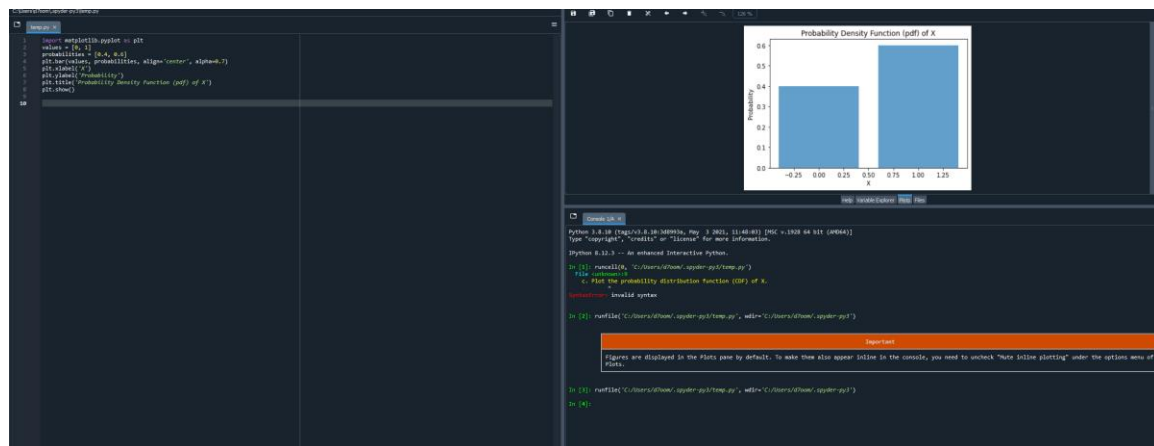 C:/Users/d7oom/.spyder-py3/temp.py
temp.py ×
1 import matplotlib.pyplot as plt
2 values = [0, 1]
3 probabilities = [0.4, 0.6]
4 plt.bar(values, probabilities, align='center', alpha=0.7)
5 plt.xlabel('X')
6 plt.ylabel('Probability')
7 plt.title('Probability Density Function (pdf) of X')
8 plt.show()
9
10
Probability Density Function (pdf) of X
0.6
0.5
0.4
0.3
0.2
0.1
0.0
Probability
−0.25 0.00 0.25 0.50 0.75 1.00 1.25
X
Help Variable Explorer Plots Files
Console 1/A ×
Python 3.8.10 (tags/v3.8.10:3d8993a, May 3 2021, 11:48:03) [MSC v.1928 64 bit (AMD64)]
Type "copyright", "credits" or "license" for more information.
IPython 8.12.3 -- An enhanced Interactive Python.
In [1]: runcell(0, 'C:/Users/d7oom/.spyder-py3/temp.py')
File <unknown>:9
c. Plot the probability distribution function (CDF) of X.
^
SyntaxError: invalid syntax
In [2]: runfile('C:/Users/d7oom/.spyder-py3/temp.py', wdir='C:/Users/d7oom/.spyder-py3')
Important
Figures are displayed in the Plots pane by default. To make them also appear inline in the console, you need to uncheck "Mute inline plotting" under the options menu of
Plots.
In [3]: runfile('C:/Users/d7oom/.spyder-py3/temp.py', wdir='C:/Users/d7oom/.spyder-py3')
In [4]: